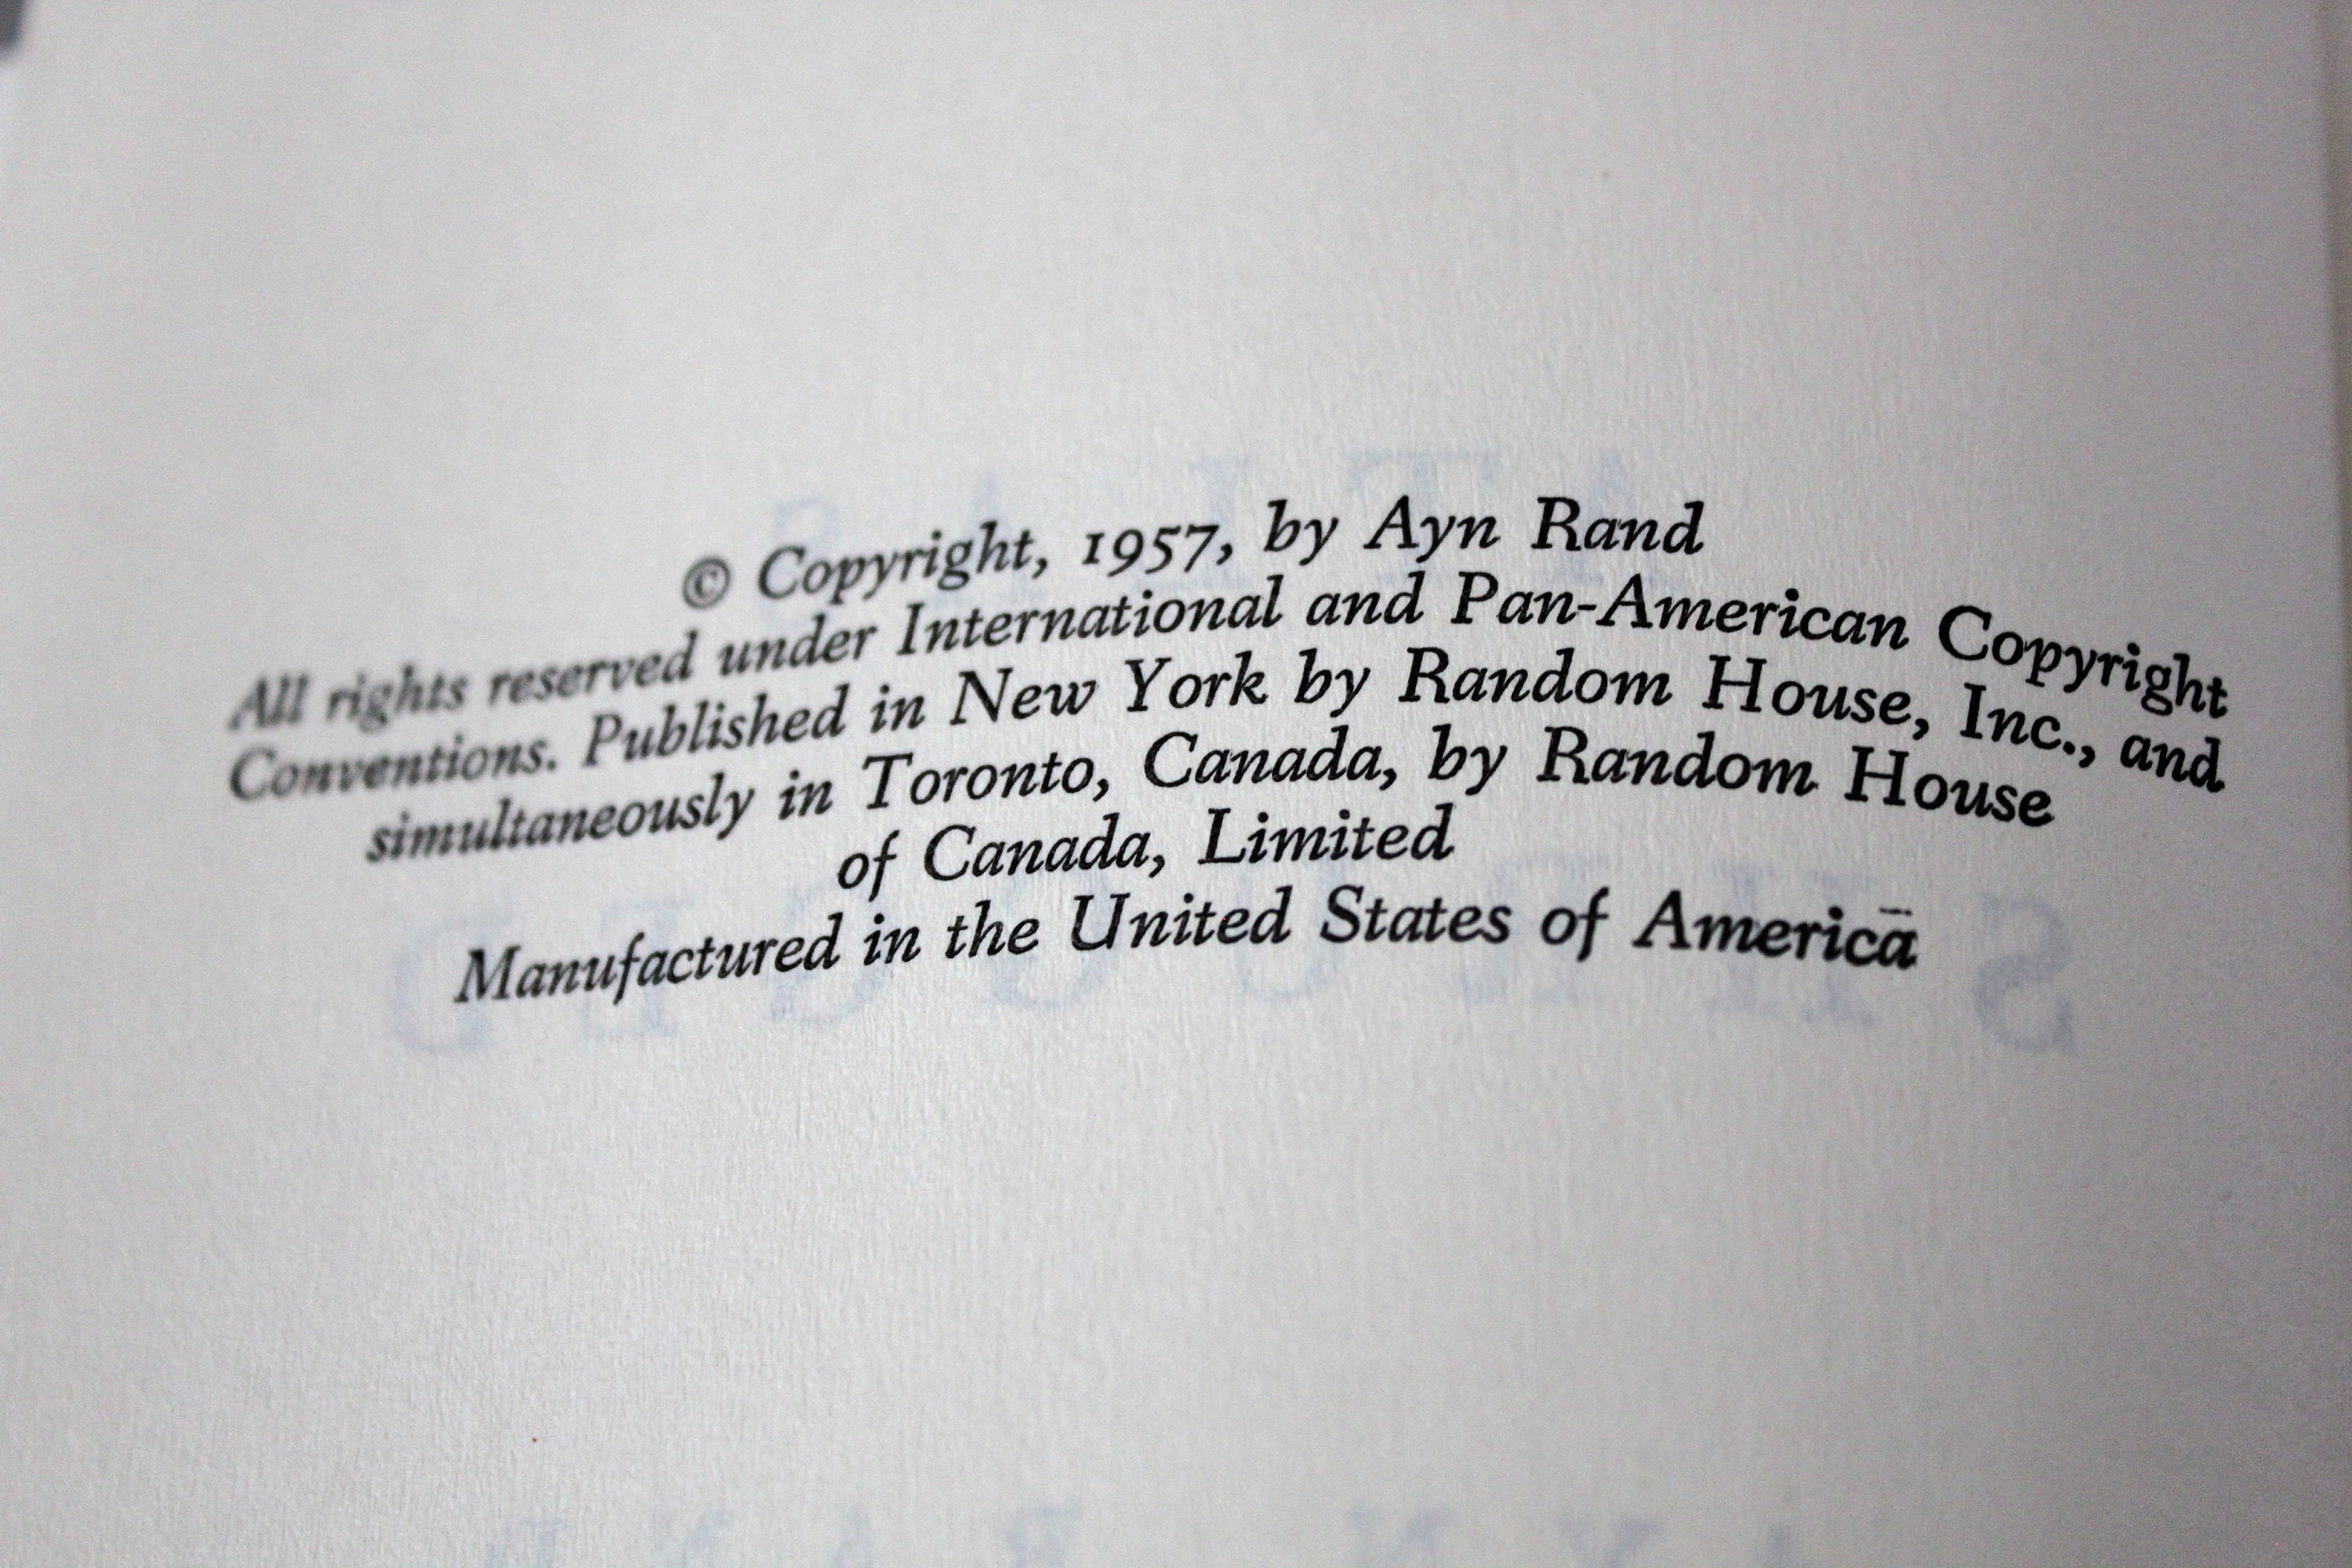 © Copyright, 1957, by Ayn Rand
All rights reserved under International and Pan-American Copyright
Conventions. Published in New York by Random House, Inc., and
simultaneously in Toronto, Canada, by Random House
of Canada, Limited
Manufactured in the United States of America